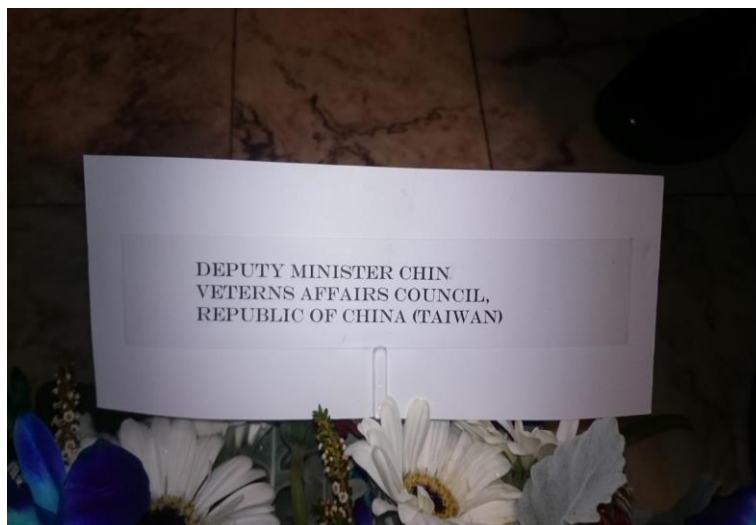 DEPUTY MINISTER CHIN
VETERNS AFFAIRS COUNCIL,
REPUBLIC OF CHINA (TAIWAN)